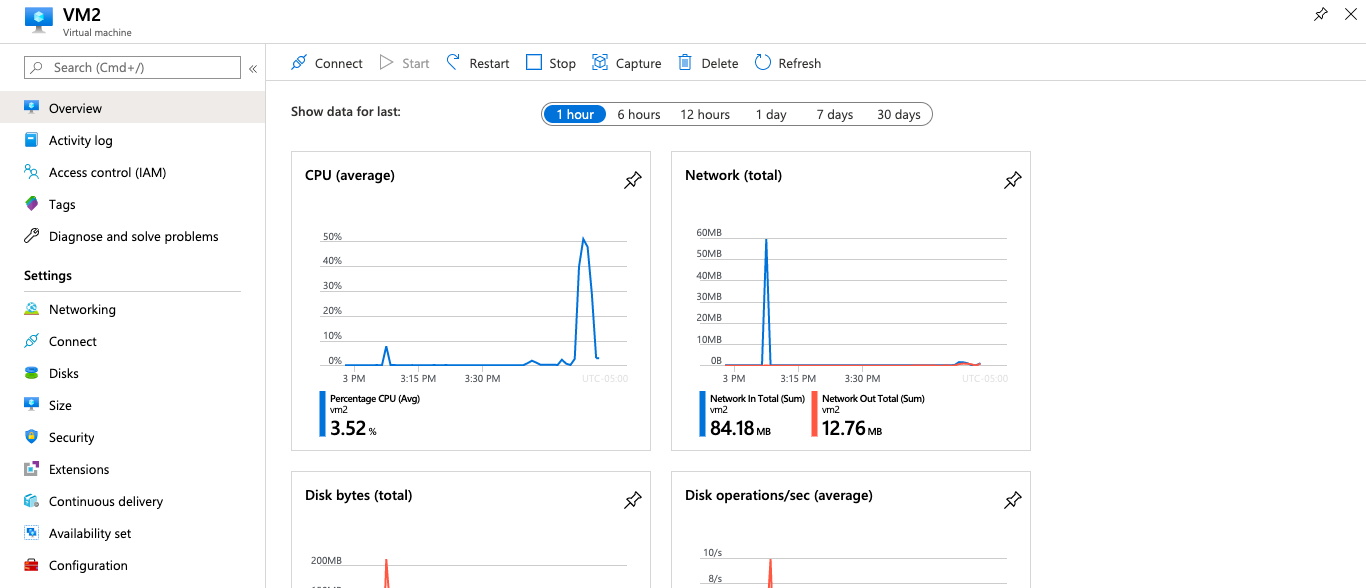 VM2
Virtual machine
Search (Cmd+/)
«
Connect
Start
Restart
Stop
Capture
Delete
Refresh
Overview
Activity log
Access control (IAM)
Tags
Diagnose and solve problems
Settings
Networking
Connect
Disks
Size
Security
Extensions
Continuous delivery
Availability set
Configuration
Show data for last:
1 hour
6 hours
12 hours
1 day
7 days
30 days
CPU (average)
50%
40%
30%
20%
10%
0%
3 PM
3:15 PM
3:30 PM
UTC-05:00
Percentage CPU (Avg)
vm2
3.52 %
Network (total)
60MB
50MB
40MB
30MB
20MB
10MB
0B
3 PM
3:15 PM
3:30 PM
UTC-05:00
Network In Total (Sum)
vm2
84.18 MB
Network Out Total (Sum)
vm2
12.76 MB
Disk bytes (total)
200MB
Disk operations/sec (average)
10/s
8/s